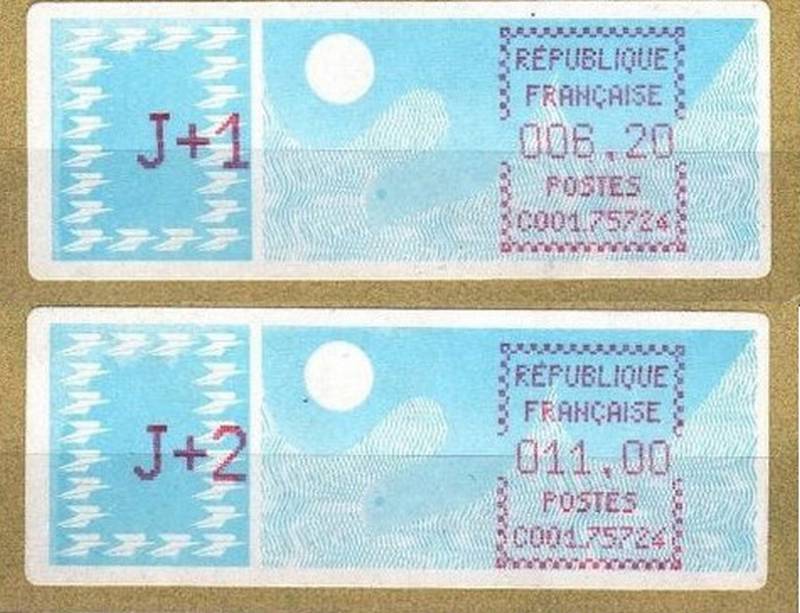 J+1
RÉPUBLIQUE
FRANÇAISE
006.20
POSTES
C001.75724
J+2
RÉPUBLIQUE
FRANÇAISE
011.00
POSTES
C001.75724